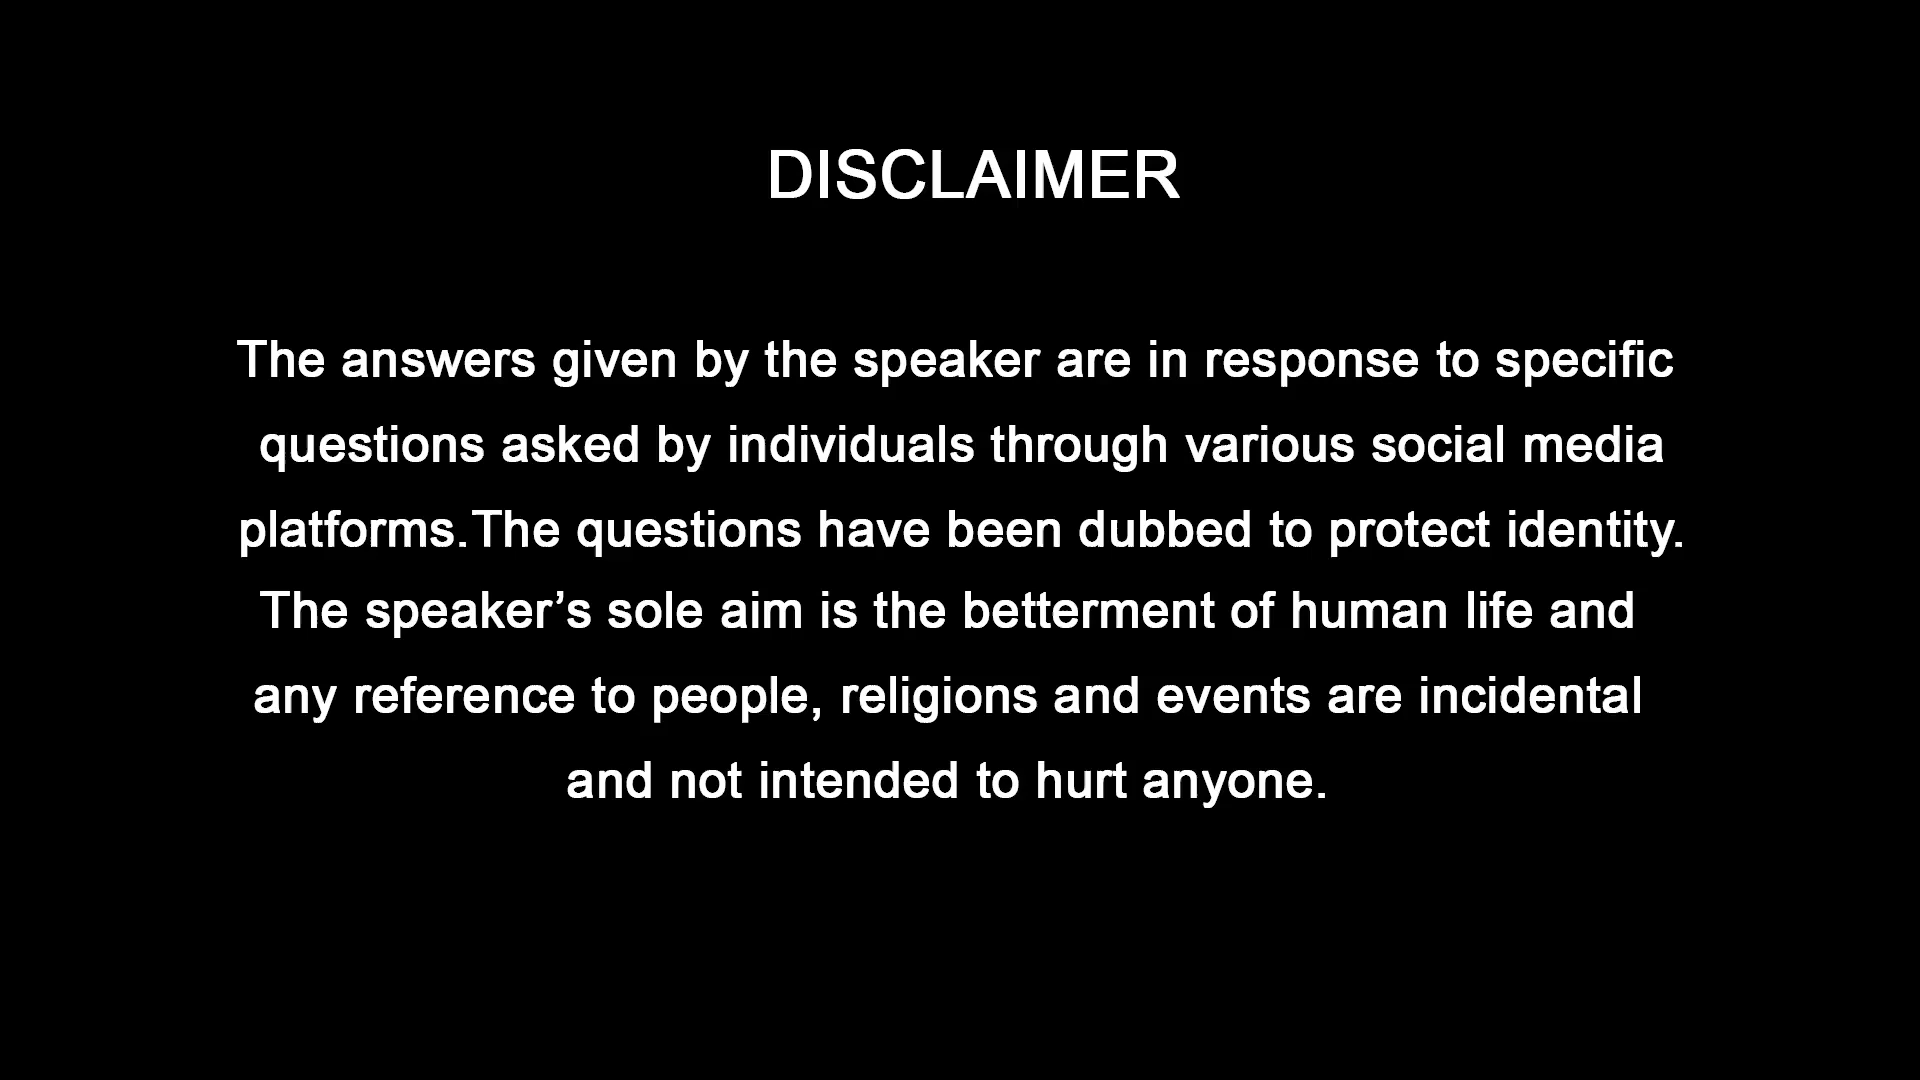 DISCLAIMER
The answers given by the speaker are in response to specific
questions asked by individuals through various social media
platforms.The questions have been dubbed to protect identity.
The speaker’s sole aim is the betterment of human life and
any reference to people, religions and events are incidental
and not intended to hurt anyone.